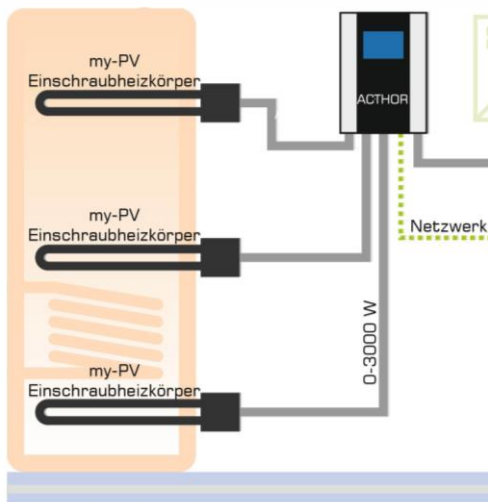 my-PV
Einschraubheizkörper
ACTHOR
my-PV
Einschraubheizkörper
Netzwerk
0-3000 W
my-PV
Einschraubheizkörper